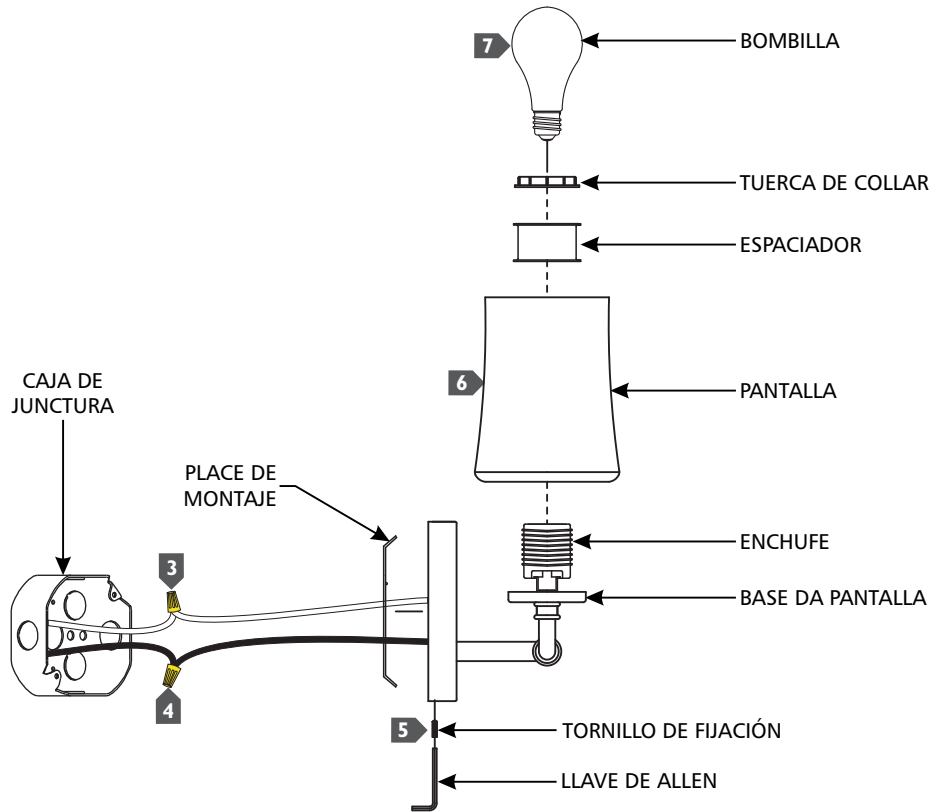 7
BOMBILLA
TUERCA DE COLLAR
ESPACIADOR
6
PANTALLA
CAJA DE
JUNCTURA
PLACE DE
MONTAJE
3
ENCHUFE
BASE DA PANTALLA
4
5
TORNILLO DE FIJACIÓN
LLAVE DE ALLEN